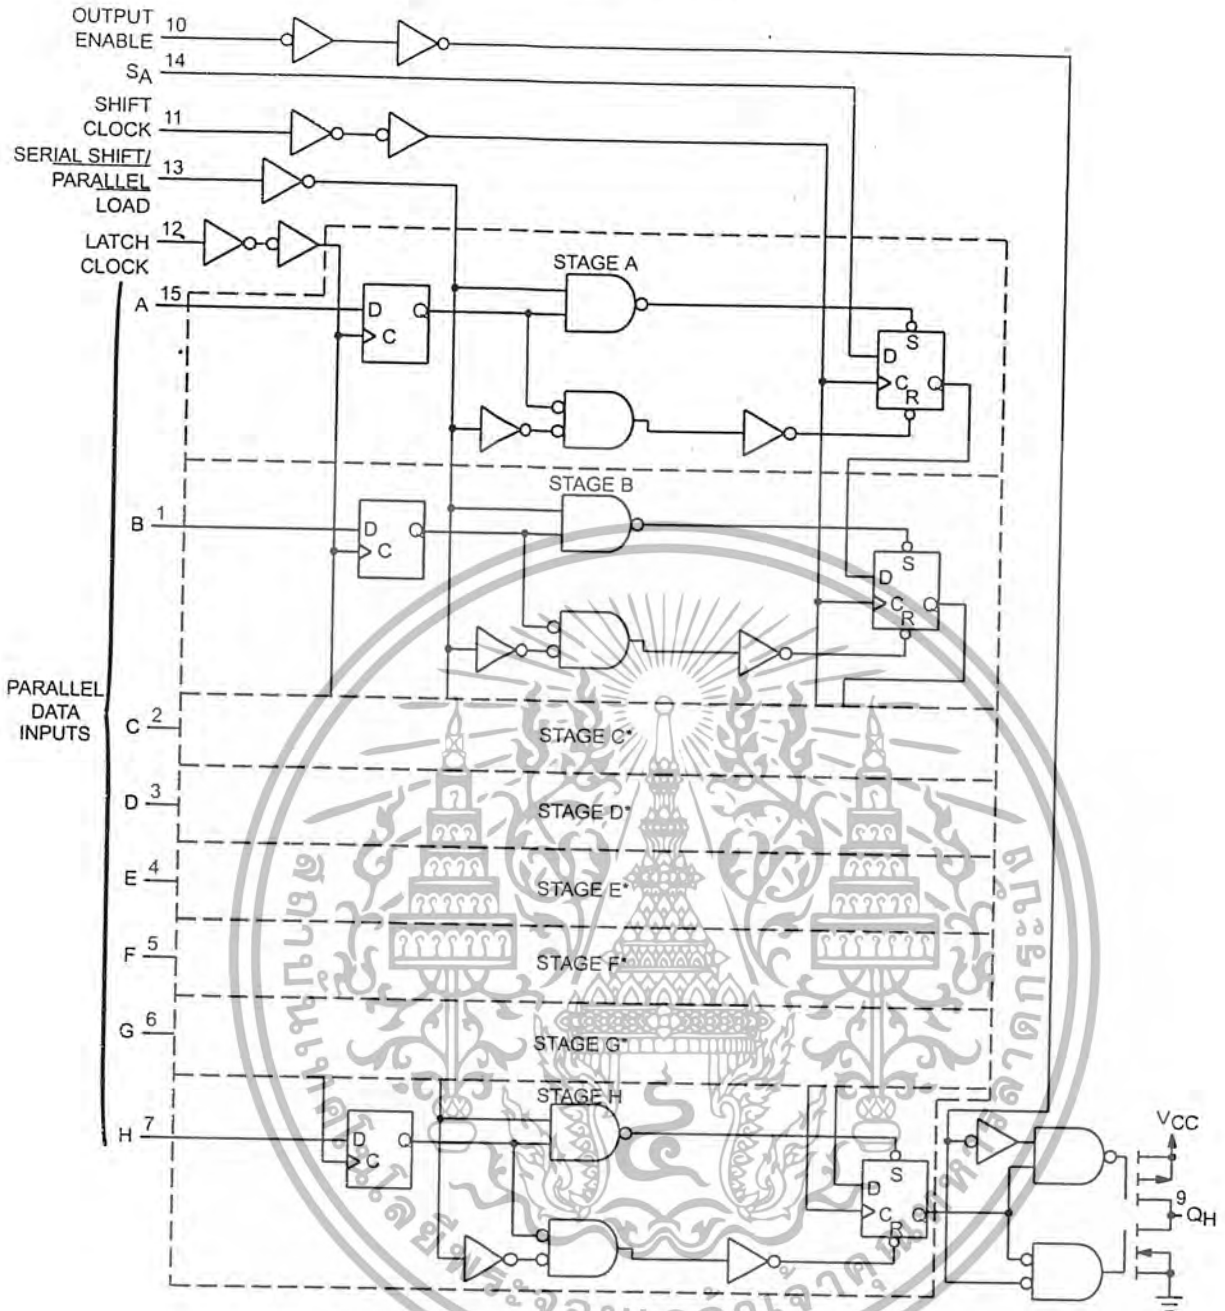 OUTPUT
ENABLE 10
SA 14
SHIFT
CLOCK 11
SERIAL SHIFT/
PARALLEL
LOAD 13
LATCH
CLOCK 12
STAGE A
A 15
D Q
C
S
D
C Q
R
STAGE B
B 1
D Q
C
S
D
C Q
R
PARALLEL
DATA
INPUTS
C 2
STAGE C*
D 3
STAGE D*
E 4
STAGE E*
F 5
STAGE F*
G 6
STAGE G*
STAGE H
H 7
D Q
C
S
D
C Q
R
VCC
9
QH